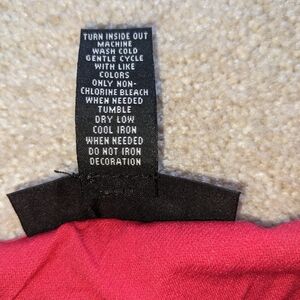 TURN INSIDE OUT
MACHINE
WASH COLD
GENTLE CYCLE
WITH LIKE
COLORS
ONLY NON-
CHLORINE BLEACH
WHEN NEEDED
TUMBLE
DRY LOW
COOL IRON
WHEN NEEDED
DO NOT IRON
DECORATION